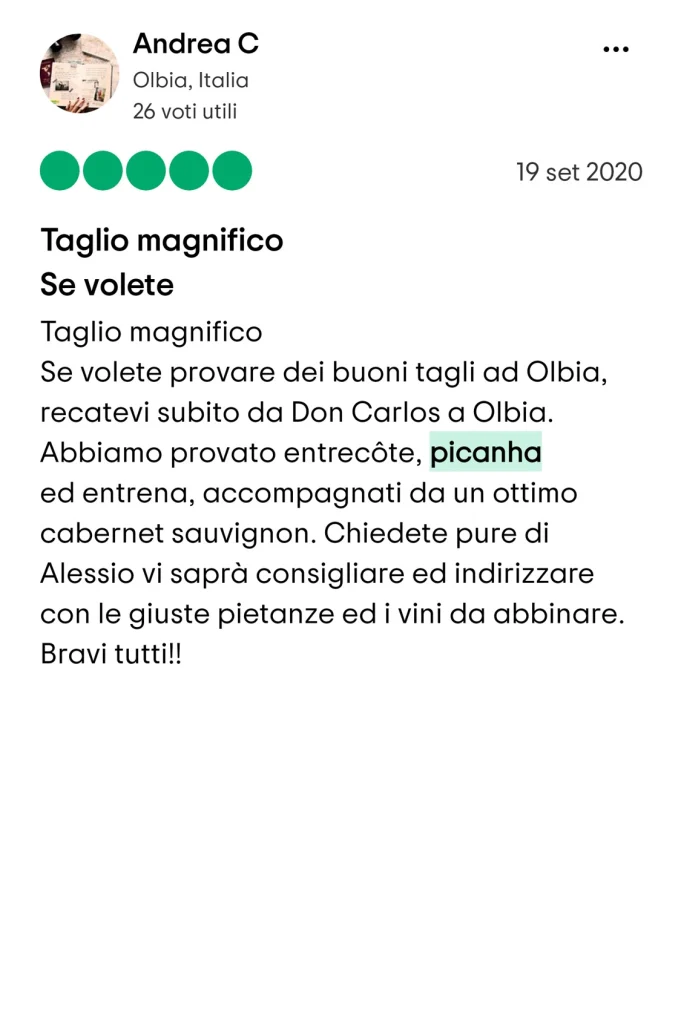 Andrea C
Olbia, Italia
26 voti utili
19 set 2020
Taglio magnifico
Se volete
Taglio magnifico
Se volete provare dei buoni tagli ad Olbia,
recatevi subito da Don Carlos a Olbia.
Abbiamo provato entrecôte, picanha
ed entrena, accompagnati da un ottimo
cabernet sauvignon. Chiedete pure di
Alessio vi saprà consigliare ed indirizzare
con le giuste pietanze ed i vini da abbinare.
Bravi tutti!!